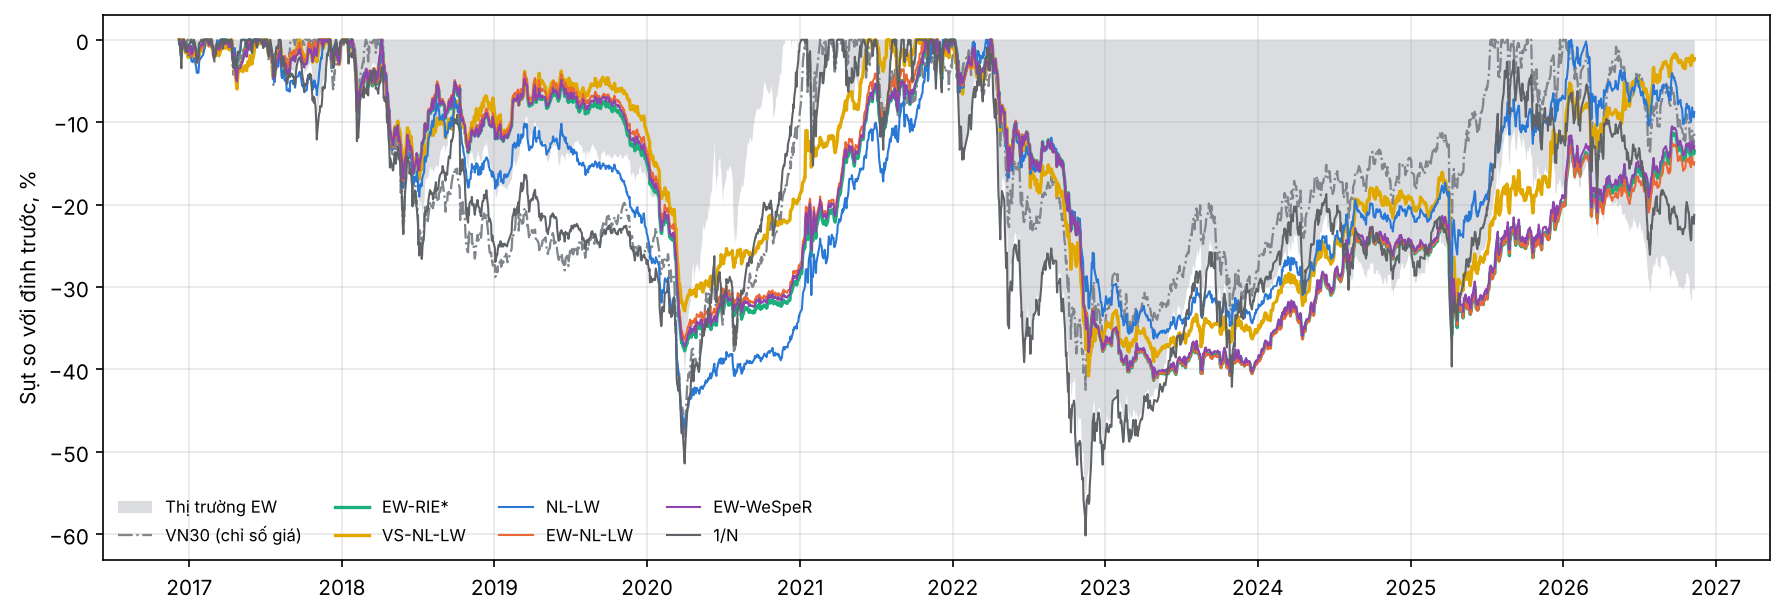 Sụt so với đỉnh trước, %
0
−10
−20
−30
−40
−50
−60
Thị trường EW
EW-RIE*
NL-LW
EW-WeSpeR
VN30 (chỉ số giá)
VS-NL-LW
EW-NL-LW
1/N
2017
2018
2019
2020
2021
2022
2023
2024
2025
2026
2027